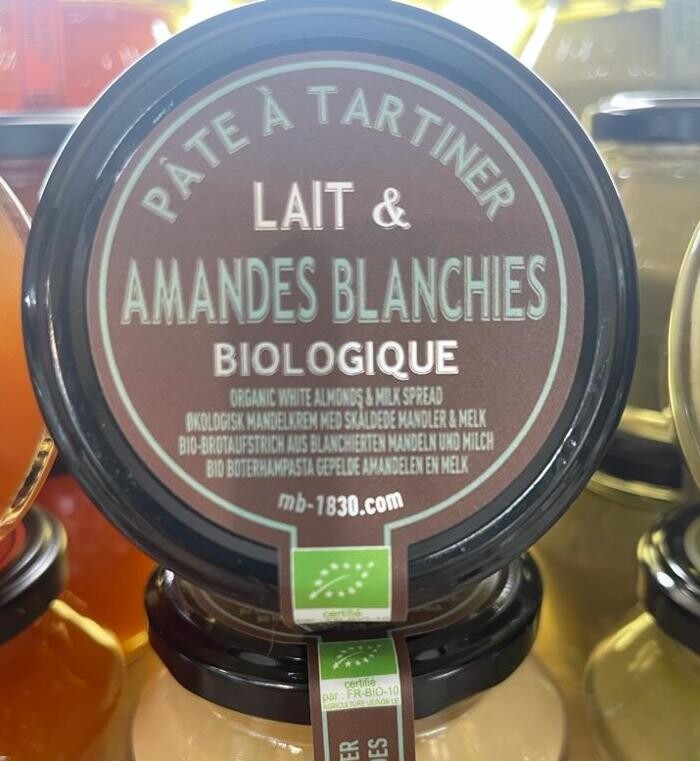 PÂTE À TARTINER
LAIT &
AMANDES BLANCHIES
BIOLOGIQUE
ORGANIC WHITE ALMONDS & MILK SPREAD
ØKOLOGISK MANDELKREM MED SKÅLDEDE MANDLER & MELK
BIO-BROTAUFSTRICH AUS BLANCHIERTEN MANDELN UND MILCH
BIO BOTERHAMPASTA GEPELDE AMANDELEN EN MELK
mb-1830.com
certifié
certifié
par : FR-BIO-10
AGRICULTURE UE/NON UE
ER
DES